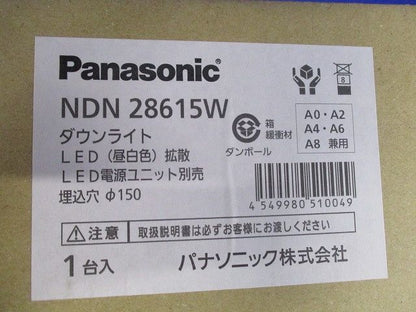 Panasonic
NDN 28615W
ダウンライト
LED(昼白色)拡散
LED電源ユニット別売
埋込穴 φ150
8
箱
緩衝材
ダンボール
A0・A2
A4・A6
A8 兼用
4 549980 510049
注意
取扱説明書は必ずお客様にお渡しください
1台入
パナソニック株式会社